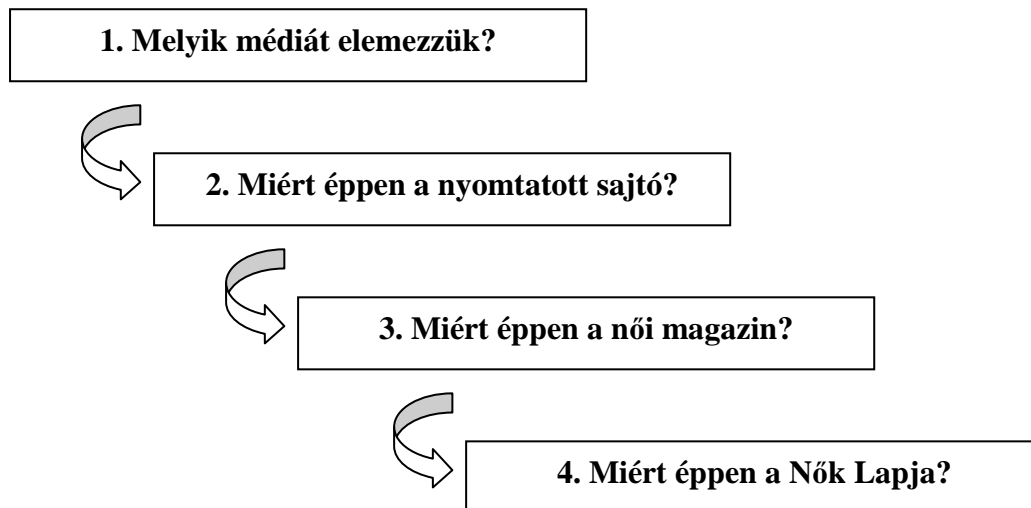 1. Melyik médiát elemezzük?
2. Miért éppen a nyomtatott sajtó?
3. Miért éppen a női magazin?
4. Miért éppen a Nők Lapja?